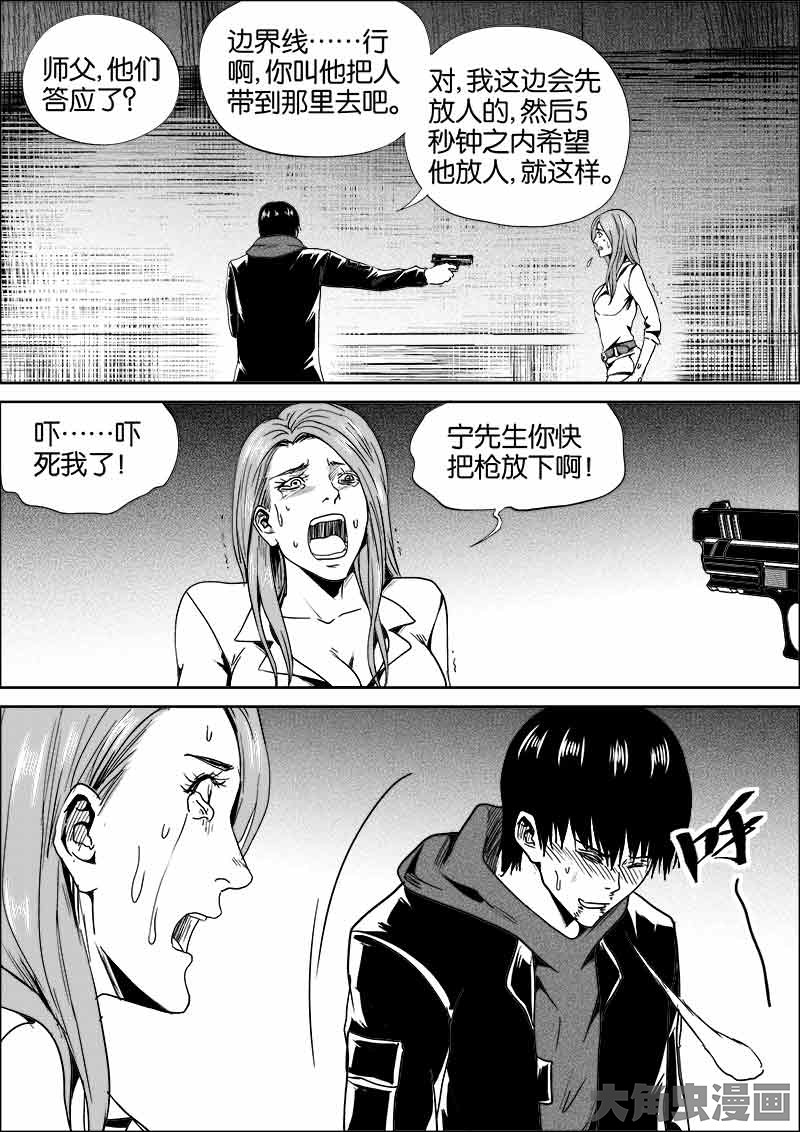 师父,他们
答应了?
边界线……行
啊,你叫他把人
带到那里去吧。
对,我这边会先
放人的,然后5
秒钟之内希望
他放人,就这样。
吓……吓
死我了!
宁先生你快
把枪放下啊!
呼
大角虫漫画